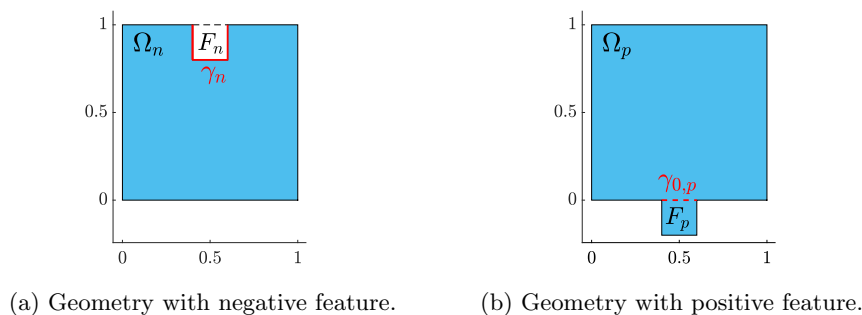 1
Ω_n
F_n
γ_n
0.5
0
0
0.5
1
(a) Geometry with negative feature.
1
Ω_p
0.5
γ_{0,p}
0
F_p
0
0.5
1
(b) Geometry with positive feature.